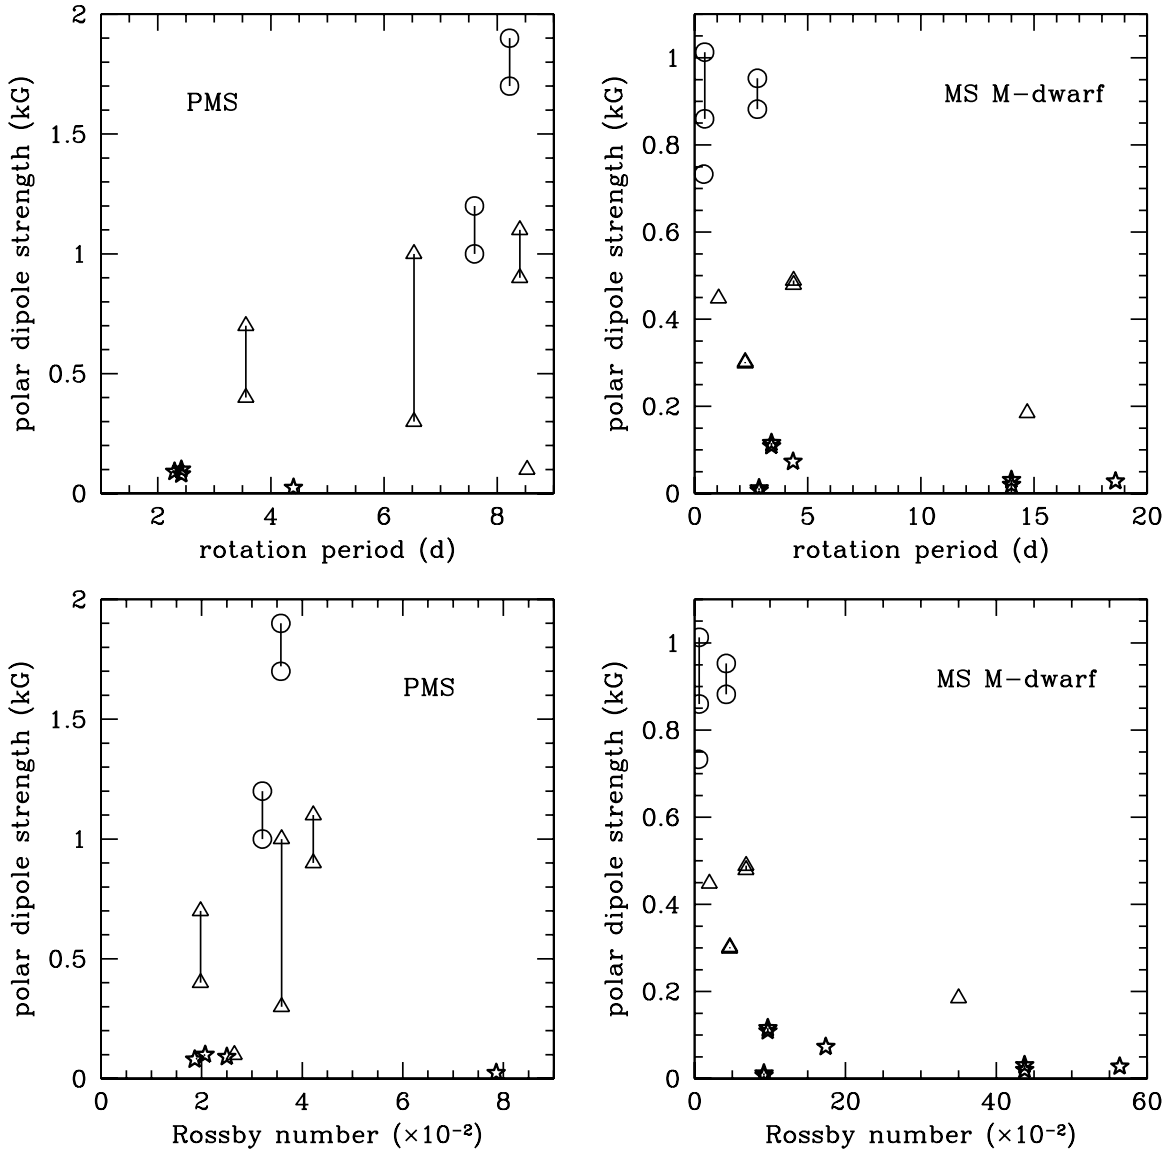 2
1.5
1
0.5
0
polar dipole strength (kG)
PMS
2 4 6 8
rotation period (d)
1
0.8
0.6
0.4
0.2
0
polar dipole strength (kG)
MS M−dwarf
0 5 10 15 20
rotation period (d)
2
1.5
1
0.5
0
polar dipole strength (kG)
PMS
0 2 4 6 8
Rossby number (×10⁻²)
1
0.8
0.6
0.4
0.2
0
polar dipole strength (kG)
MS M−dwarf
0 20 40 60
Rossby number (×10⁻²)